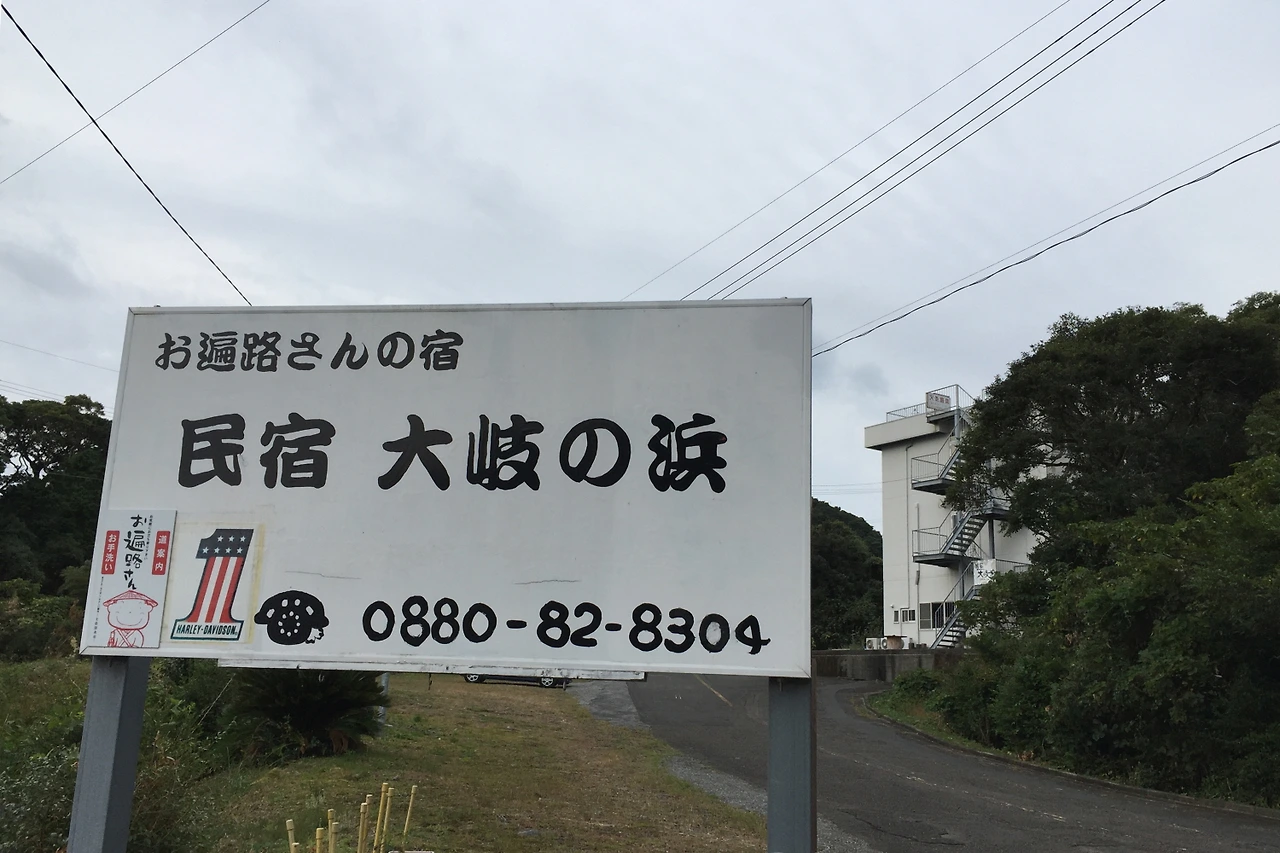 お遍路さんの宿
民宿 大岐の浜
お遍路さん
道案内
お手洗い
HARLEY-DAVIDSON
0880-82-8304